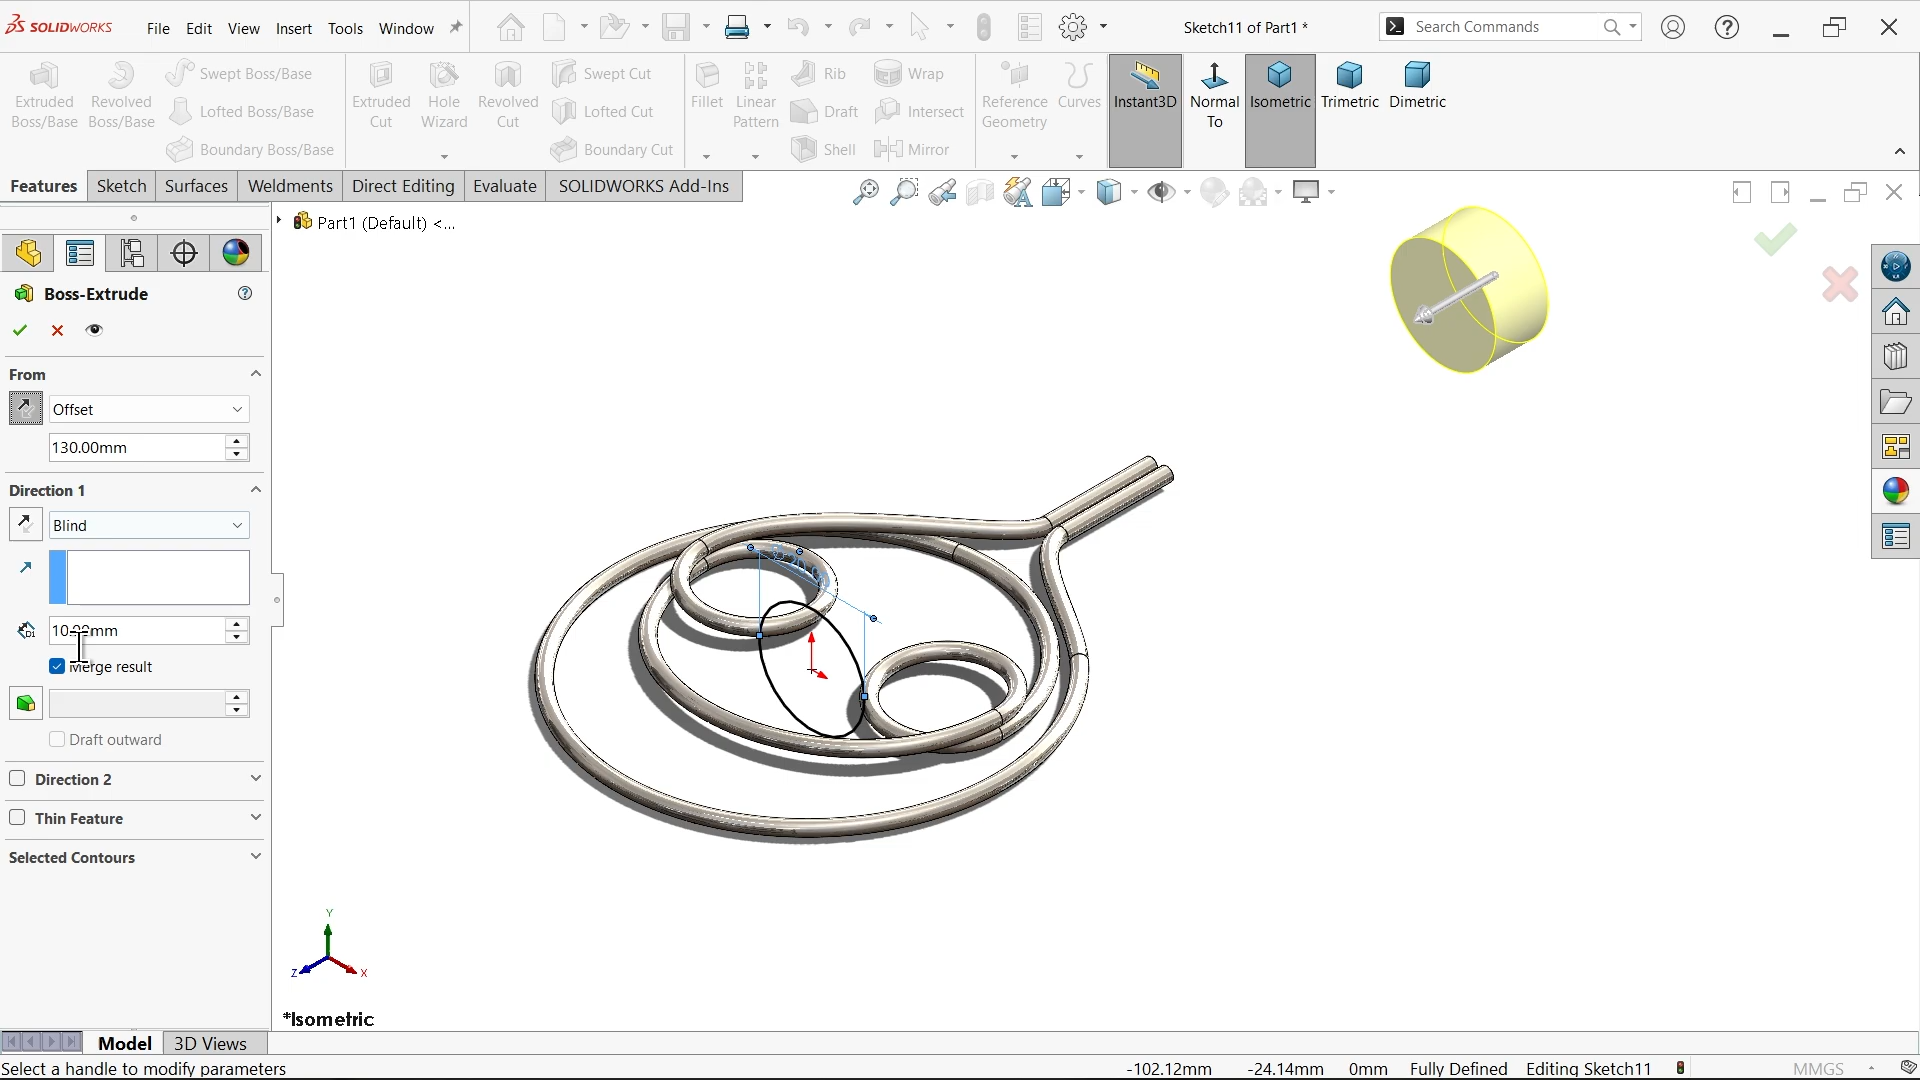 SOLIDWORKS
File Edit View Insert Tools Window
Sketch11 of Part1 *
Search Commands
Extruded Boss/Base
Revolved Boss/Base
Swept Boss/Base
Lofted Boss/Base
Boundary Boss/Base
Extruded Cut
Hole Wizard
Revolved Cut
Swept Cut
Lofted Cut
Boundary Cut
Fillet
Linear Pattern
Rib
Draft
Shell
Wrap
Intersect
Mirror
Reference Geometry
Curves
Instant3D
Normal To
Isometric
Trimetric
Dimetric
Features Sketch Surfaces Weldments Direct Editing Evaluate SOLIDWORKS Add-Ins
Part1 (Default) <...
Boss-Extrude
From
Offset
130.00mm
Direction 1
Blind
10.00mm
Merge result
Draft outward
Direction 2
Thin Feature
Selected Contours
Y
Z
X
*Isometric
Model 3D Views
Select a handle to modify parameters
-102.12mm -24.14mm 0mm Fully Defined Editing Sketch11 MMGS